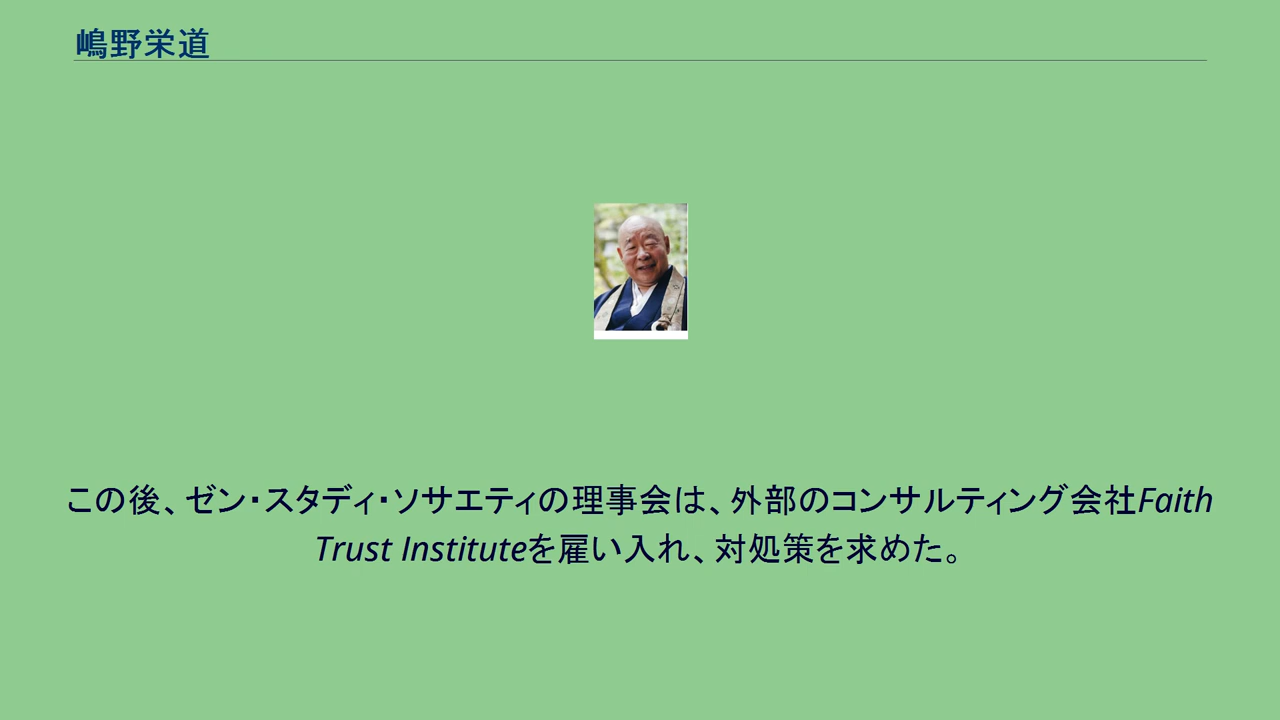 嶋野栄道
この後、ゼン・スタディ・ソサエティの理事会は、外部のコンサルティング会社Faith
Trust Instituteを雇い入れ、対処策を求めた。